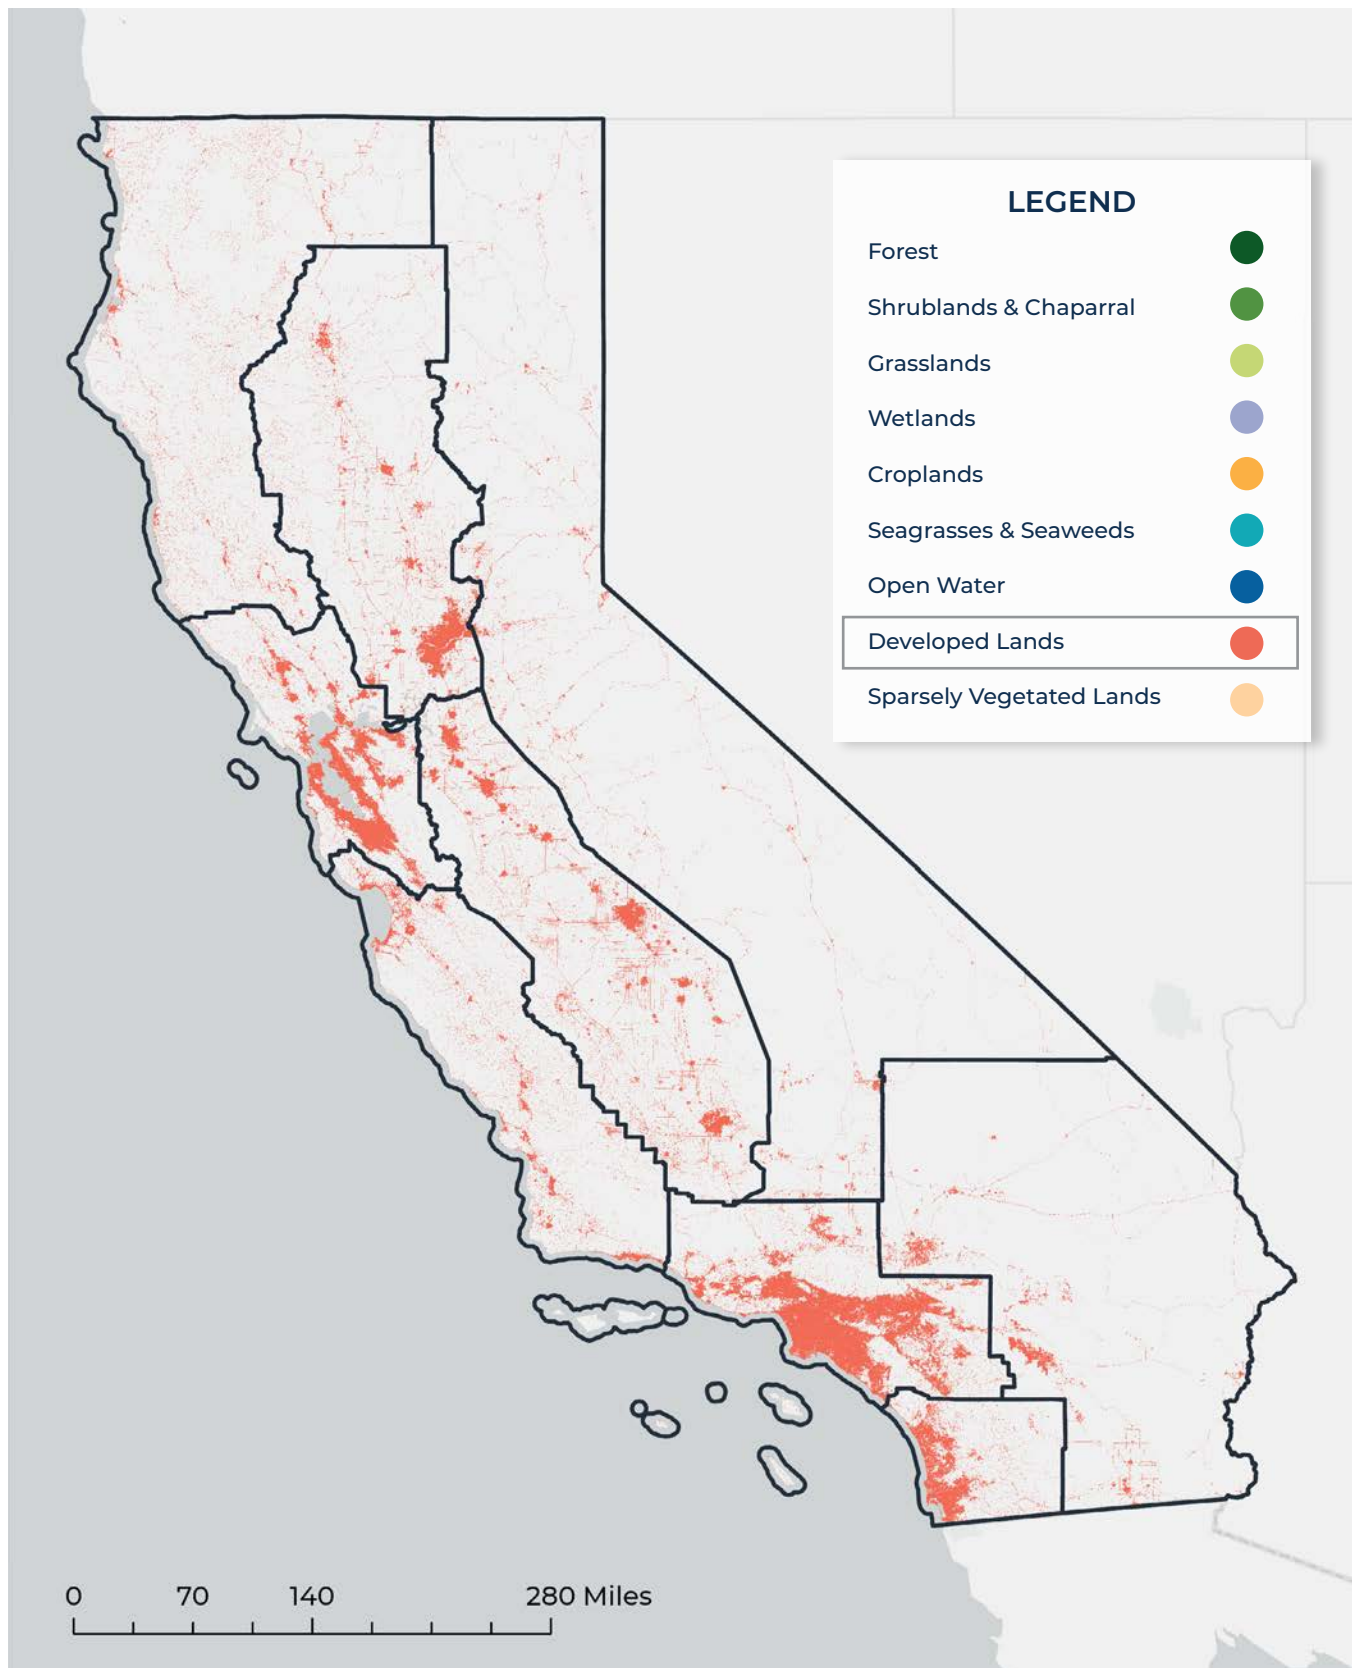 LEGEND
Forest
Shrublands & Chaparral
Grasslands
Wetlands
Croplands
Seagrasses & Seaweeds
Open Water
Developed Lands
Sparsely Vegetated Lands
0 70 140 280 Miles